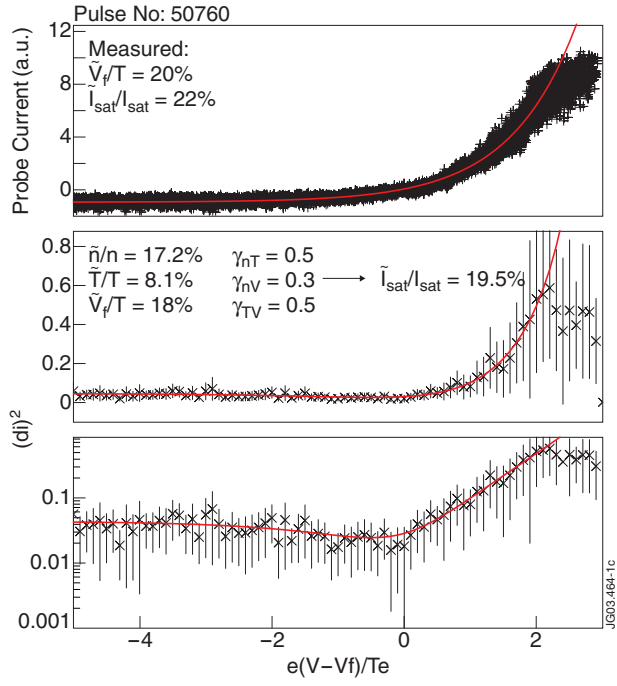 Pulse No: 50760
12
8
4
0
Probe Current (a.u.)
Measured:
Ṽf/T = 20%
Ĩsat/Isat = 22%
0.8
0.6
0.4
0.2
0
ñ/n = 17.2% γnT = 0.5
T̃/T = 8.1% γnV = 0.3 → Ĩsat/Isat = 19.5%
Ṽf/T = 18% γTV = 0.5
(di)²
0.1
0.01
0.001
−4 −2 0 2
e(V−Vf)/Te
JG03.464-1c